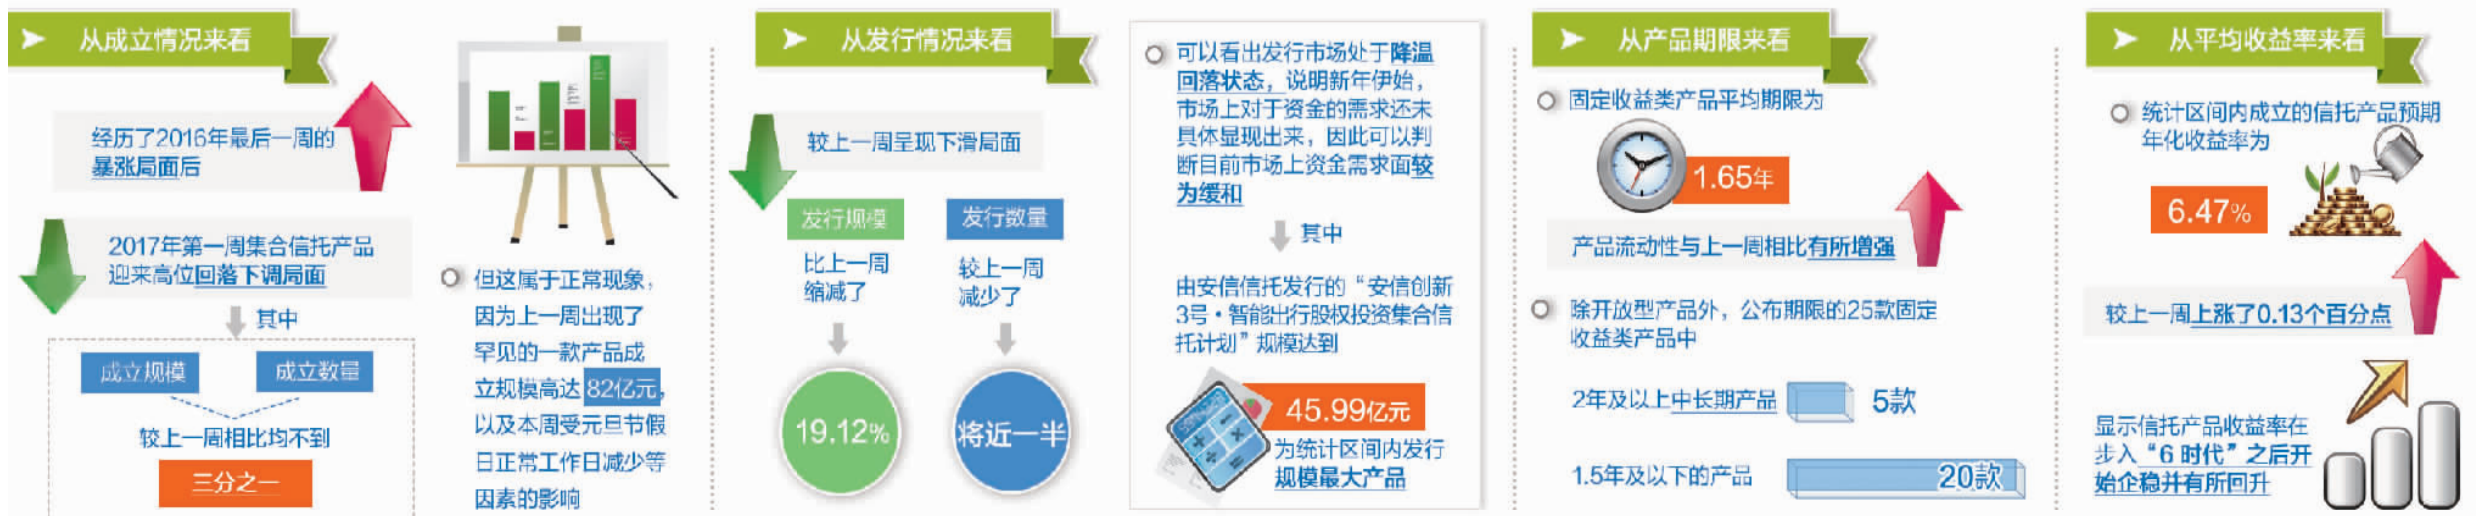 从成立情况来看
经历了2016年最后一周的
暴涨局面后
2017年第一周集合信托产品
迎来高位回落下调局面
其中
成立规模
成立数量
较上一周相比均不到
三分之一
但这属于正常现象，
因为上一周出现了
罕见的一款产品成
立规模高达82亿元，
以及本周受元旦节假
日正常工作日减少等
因素的影响
从发行情况来看
较上一周呈现下滑局面
发行规模
比上一周
缩减了
19.12%
发行数量
较上一周
减少了
将近一半
可以看出发行市场处于降温
回落状态，说明新年伊始，
市场上对于资金的需求还未
具体显现出来，因此可以判
断目前市场上资金需求面较
为缓和
其中
由安信信托发行的“安信创新
3号·智能出行股权投资集合信
托计划”规模达到
45.99亿元
为统计区间内发行
规模最大产品
从产品期限来看
固定收益类产品平均期限为
1.65年
产品流动性与上一周相比有所增强
除开放型产品外，公布期限的25款固定
收益类产品中
2年及以上中长期产品 5款
1.5年及以下的产品 20款
从平均收益率来看
统计区间内成立的信托产品预期
年化收益率为
6.47%
较上一周上涨了0.13个百分点
显示信托产品收益率在
步入“6 时代”之后开
始企稳并有所回升